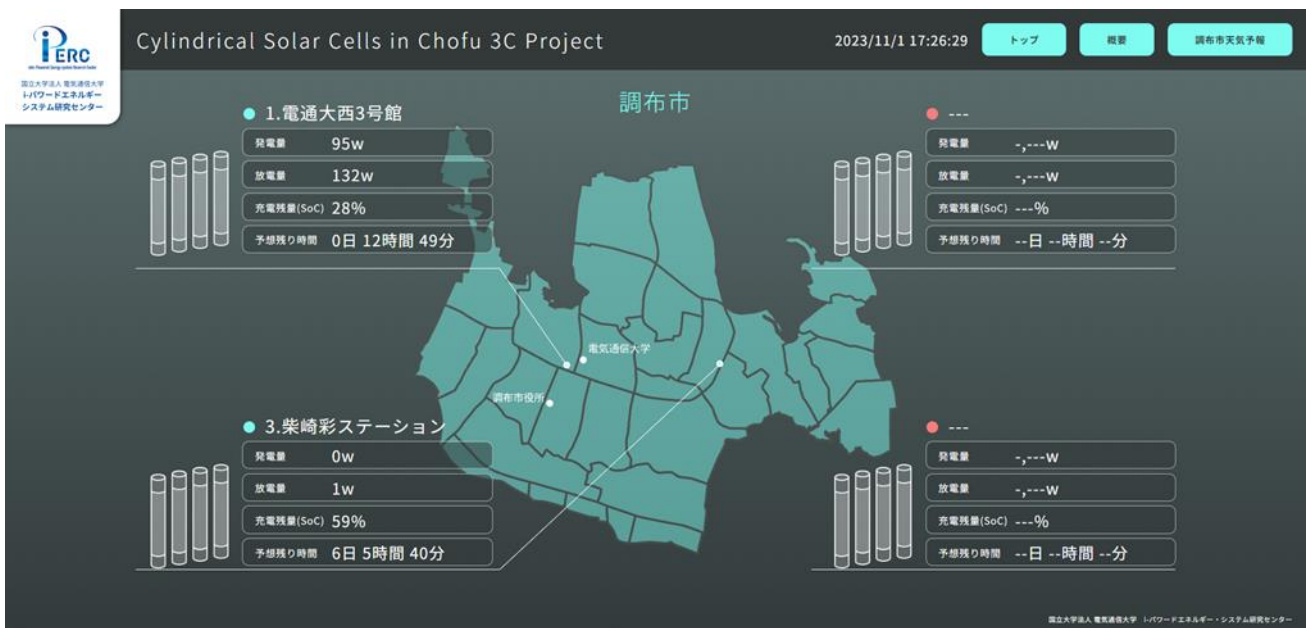 iPERC
国立大学法人 電気通信大学
i-パワードエネルギー
システム研究センター
Cylindrical Solar Cells in Chofu 3C Project
2023/11/1 17:26:29
トップ
概要
調布市天気予報
調布市
1.電通大西3号館
発電量 95w
放電量 132w
充電残量(SoC) 28%
予想残り時間 0日 12時間 49分
---
発電量 -,---w
放電量 -,---w
充電残量(SoC) ---%
予想残り時間 --日 --時間 --分
電気通信大学
調布市役所
3.柴崎彩ステーション
発電量 0w
放電量 1w
充電残量(SoC) 59%
予想残り時間 6日 5時間 40分
---
発電量 -,---w
放電量 -,---w
充電残量(SoC) ---%
予想残り時間 --日 --時間 --分
国立大学法人 電気通信大学 i-パワードエネルギー・システム研究センター